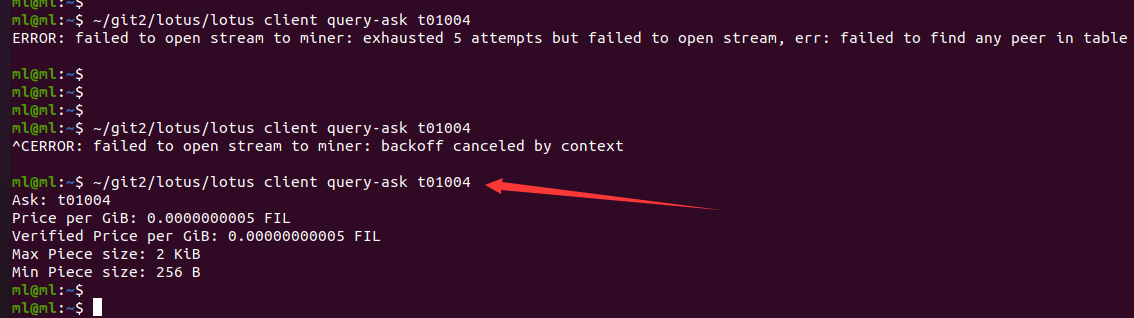 ml@ml:~$
ml@ml:~$ ~/git2/lotus/lotus client query-ask t01004
ERROR: failed to open stream to miner: exhausted 5 attempts but failed to open stream, err: failed to find any peer in table
ml@ml:~$
ml@ml:~$
ml@ml:~$
ml@ml:~$ ~/git2/lotus/lotus client query-ask t01004
^CERROR: failed to open stream to miner: backoff canceled by context
ml@ml:~$ ~/git2/lotus/lotus client query-ask t01004
Ask: t01004
Price per GiB: 0.0000000005 FIL
Verified Price per GiB: 0.00000000005 FIL
Max Piece size: 2 KiB
Min Piece size: 256 B
ml@ml:~$
ml@ml:~$